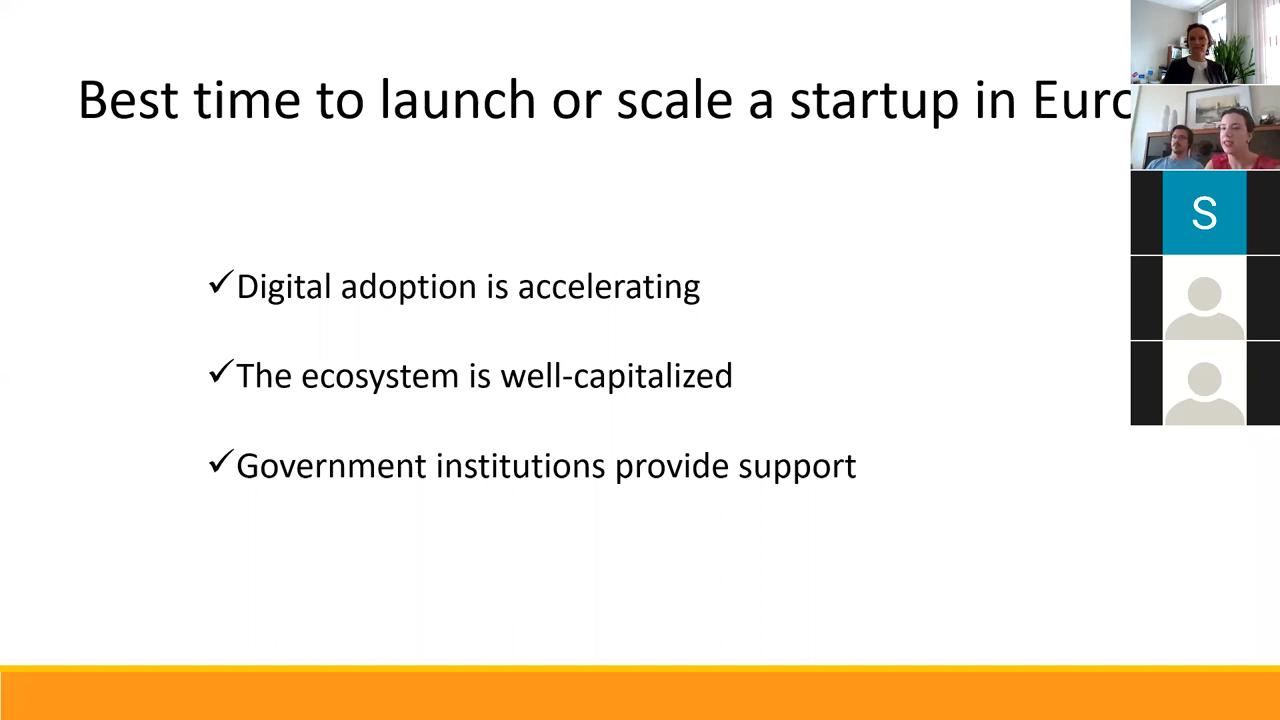 Best time to launch or scale a startup in Euro
S
✓Digital adoption is accelerating
✓The ecosystem is well-capitalized
✓Government institutions provide support